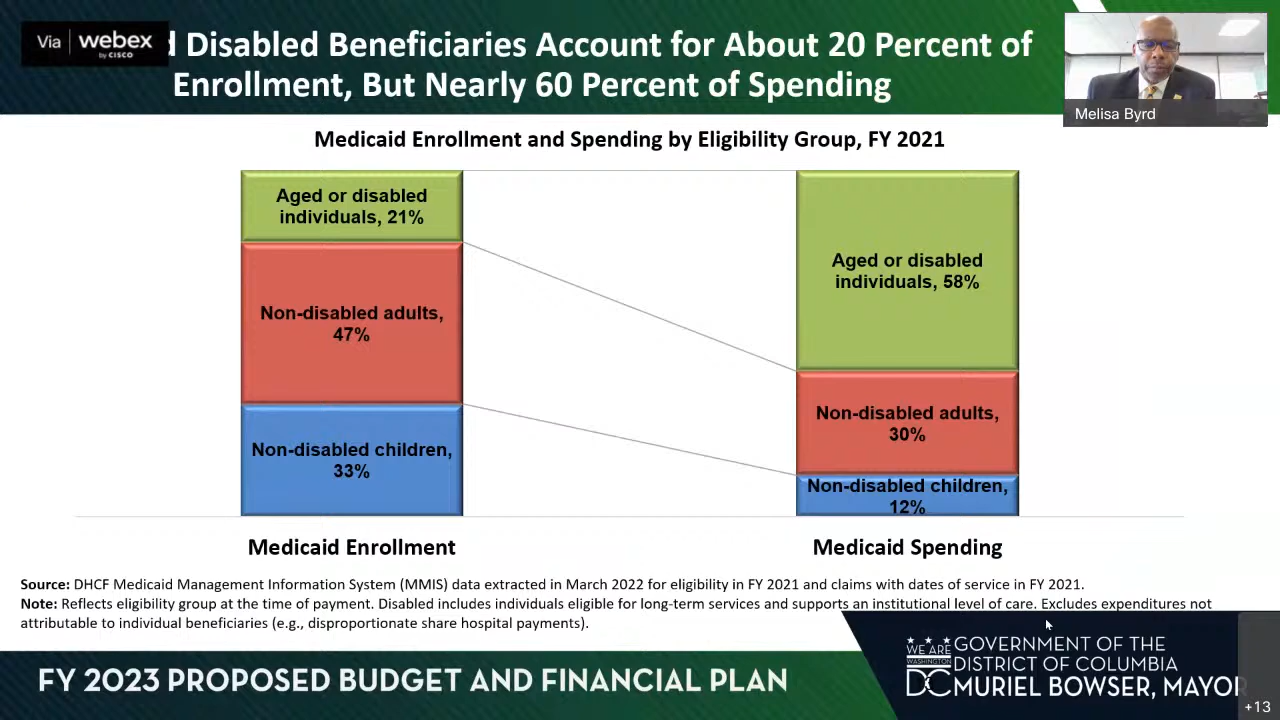 Via | webex
by CISCO
Disabled Beneficiaries Account for About 20 Percent of
Enrollment, But Nearly 60 Percent of Spending
Melisa Byrd
Medicaid Enrollment and Spending by Eligibility Group, FY 2021
Aged or disabled
individuals, 21%
Non-disabled adults,
47%
Non-disabled children,
33%
Aged or disabled
individuals, 58%
Non-disabled adults,
30%
Non-disabled children,
12%
Medicaid Enrollment
Medicaid Spending
Source: DHCF Medicaid Management Information System (MMIS) data extracted in March 2022 for eligibility in FY 2021 and claims with dates of service in FY 2021.
Note: Reflects eligibility group at the time of payment. Disabled includes individuals eligible for long-term services and supports an institutional level of care. Excludes expenditures not
attributable to individual beneficiaries (e.g., disproportionate share hospital payments).
FY 2023 PROPOSED BUDGET AND FINANCIAL PLAN
WE ARE
WASHINGTON
DC
GOVERNMENT OF THE
DISTRICT OF COLUMBIA
MURIEL BOWSER, MAYOR
+13